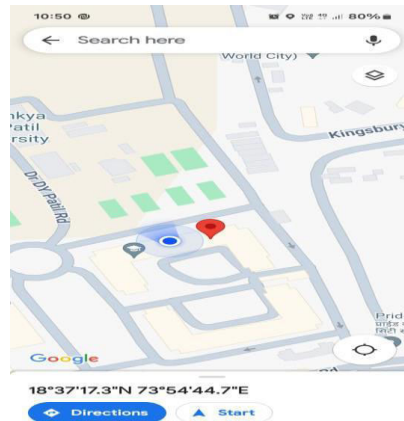 10:50
80%
Search here
World City)
nkya
Patil
rsity
Kingsbury
Dr DY Patil Rd
Prid
Rd
Google
18°37'17.3"N 73°54'44.7"E
Directions
Start